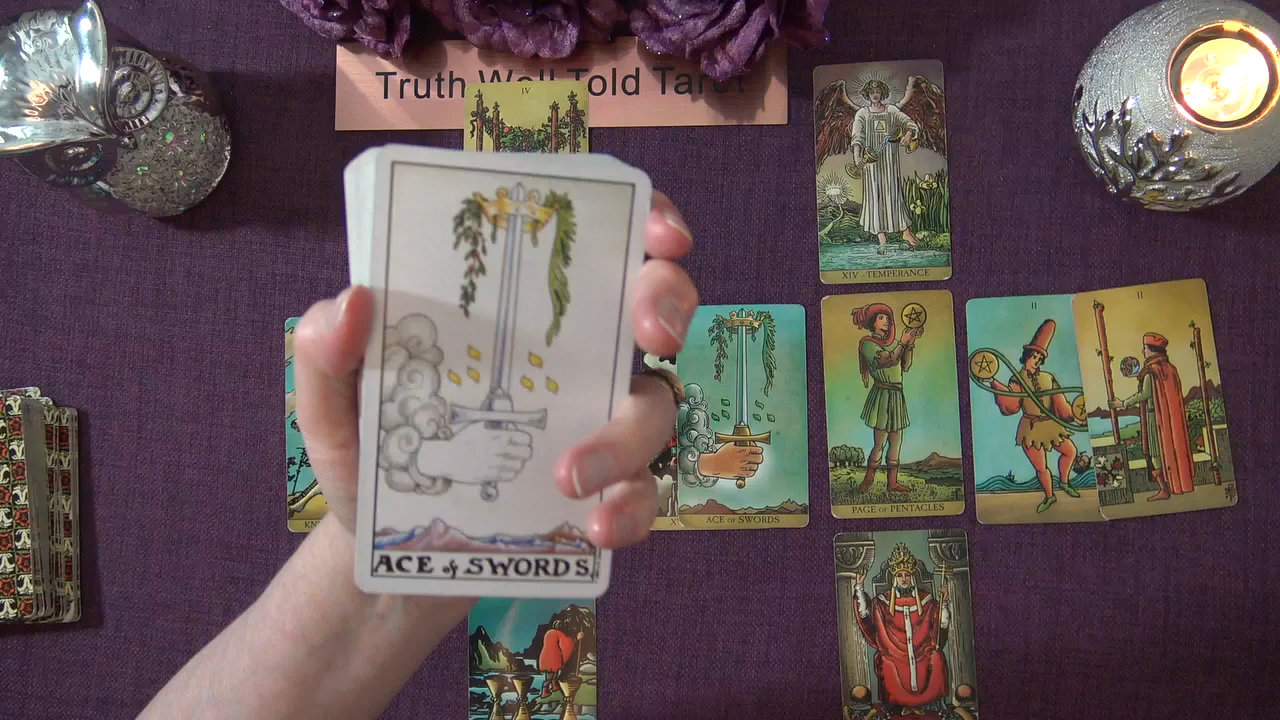 Truth Well Told Tarot
IV
XIV - TEMPERANCE
II
II
ACE of SWORDS
ACE OF SWORDS
PAGE OF PENTACLES